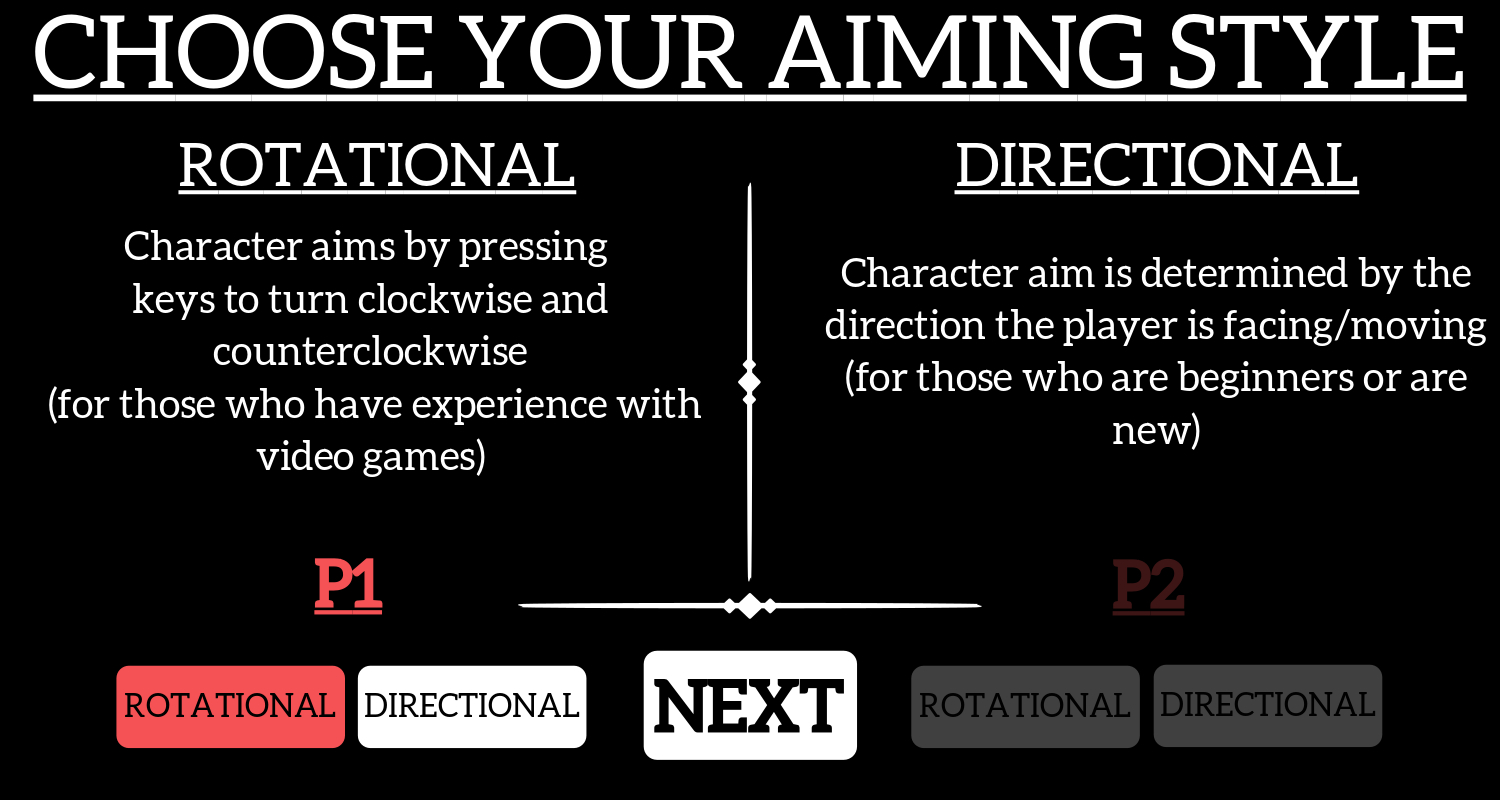 CHOOSE YOUR AIMING STYLE
ROTATIONAL
Character aims by pressing
keys to turn clockwise and
counterclockwise
(for those who have experience with
video games)
DIRECTIONAL
Character aim is determined by the
direction the player is facing/moving
(for those who are beginners or are
new)
P1
P2
ROTATIONAL
DIRECTIONAL
NEXT
ROTATIONAL
DIRECTIONAL